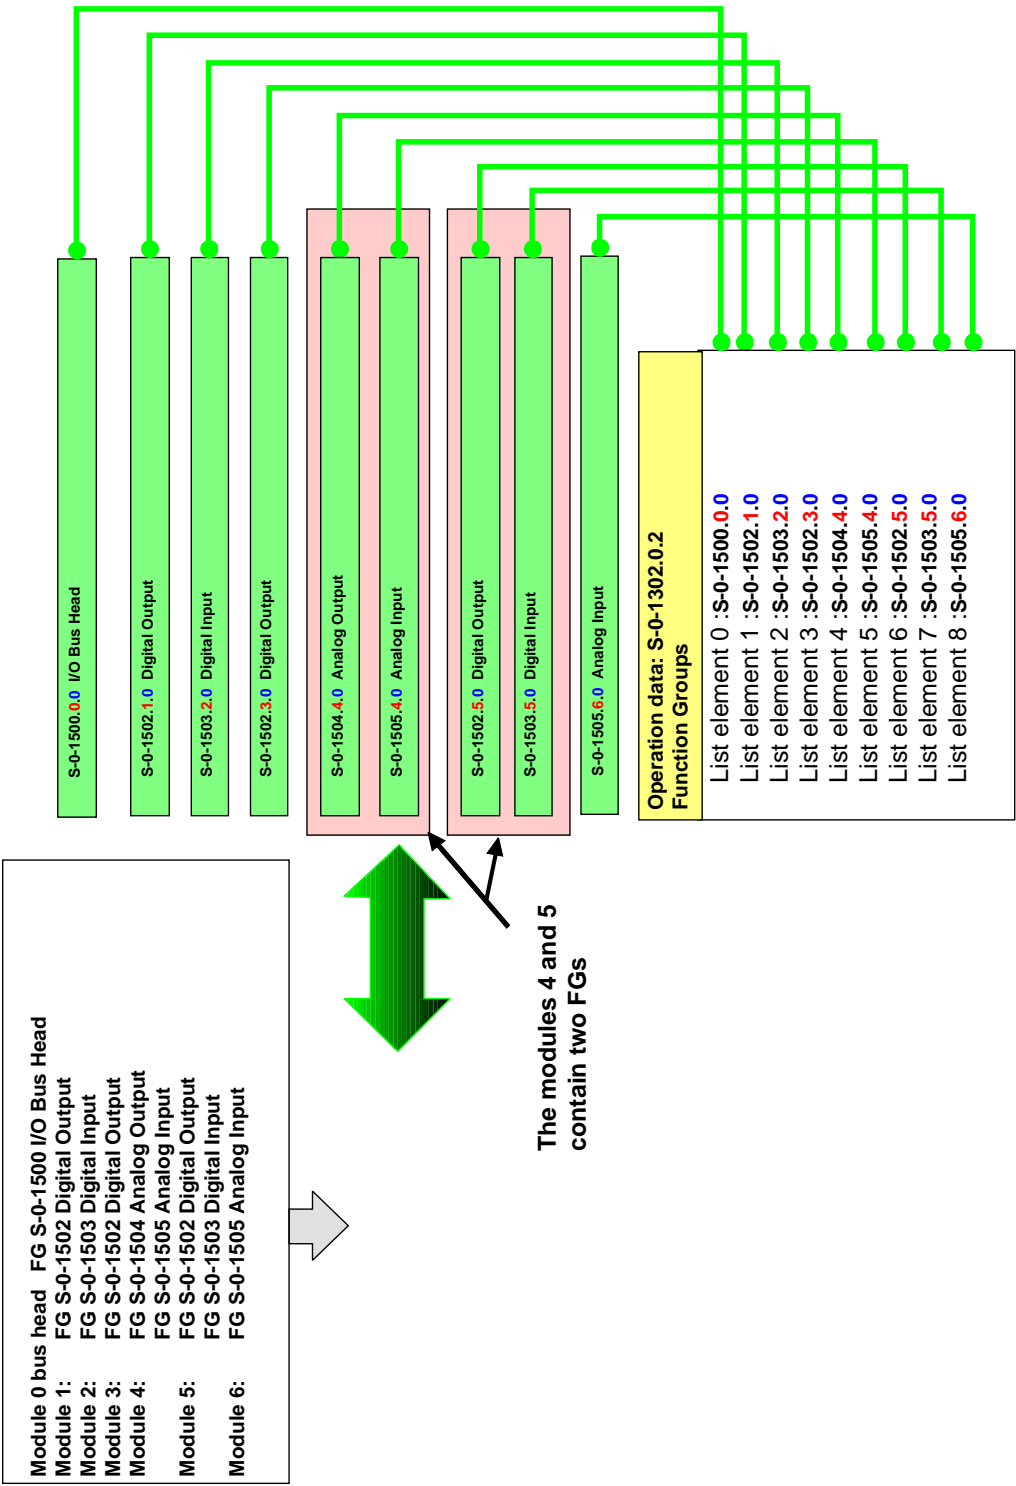 Module 0 bus head FG S-0-1500 I/O Bus Head
Module 1: FG S-0-1502 Digital Output
Module 2: FG S-0-1503 Digital Input
Module 3: FG S-0-1502 Digital Output
Module 4: FG S-0-1504 Analog Output
FG S-0-1505 Analog Input
Module 5: FG S-0-1502 Digital Output
FG S-0-1503 Digital Input
Module 6: FG S-0-1505 Analog Input
S-0-1500.0.0 I/O Bus Head
S-0-1502.1.0 Digital Output
S-0-1503.2.0 Digital Input
S-0-1502.3.0 Digital Output
S-0-1504.4.0 Analog Output
S-0-1505.4.0 Analog Input
S-0-1502.5.0 Digital Output
S-0-1503.5.0 Digital Input
S-0-1505.6.0 Analog Input
The modules 4 and 5
contain two FGs
Operation data: S-0-1302.0.2
Function Groups
List element 0 :S-0-1500.0.0
List element 1 :S-0-1502.1.0
List element 2 :S-0-1503.2.0
List element 3 :S-0-1502.3.0
List element 4 :S-0-1504.4.0
List element 5 :S-0-1505.4.0
List element 6 :S-0-1502.5.0
List element 7 :S-0-1503.5.0
List element 8 :S-0-1505.6.0